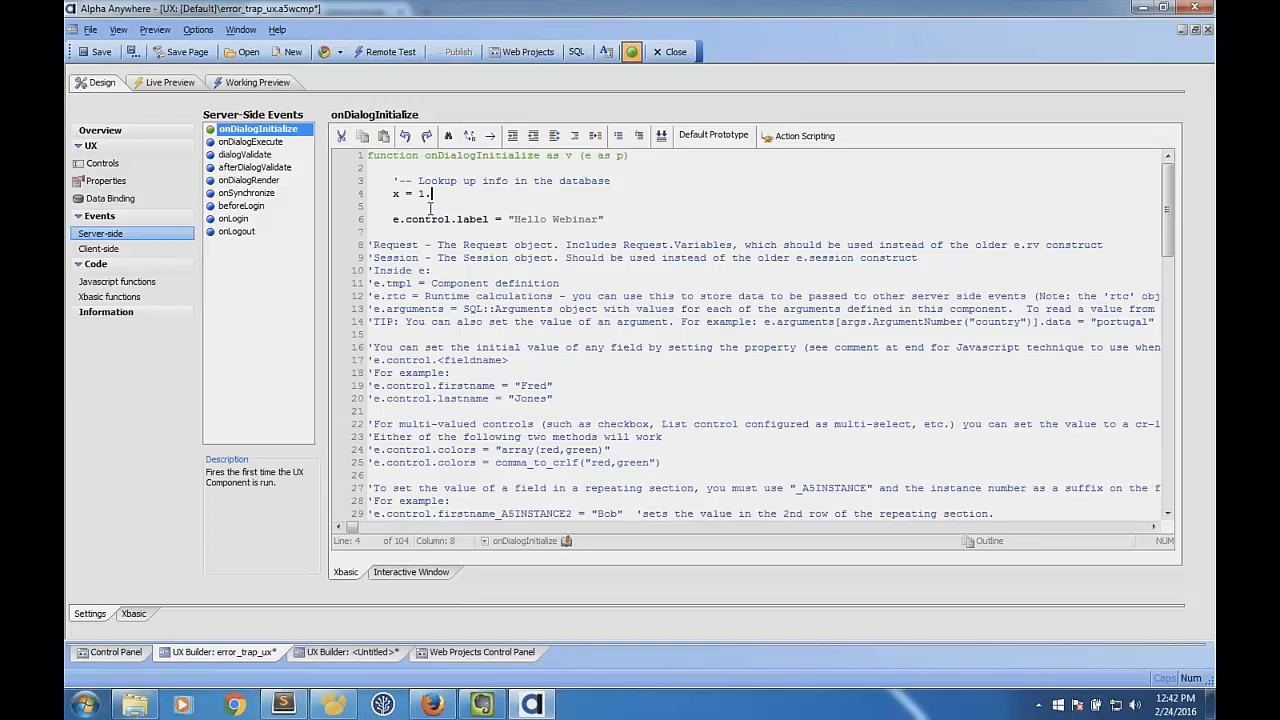 Alpha Anywhere - [UX: [Default]\error_trap_ux.a5wcmp*]
File View Preview Options Window Help
Save Save Page Open New Remote Test Publish Web Projects SQL Close
Design Live Preview Working Preview
Overview
UX
Controls
Properties
Data Binding
Events
Server-side
Client-side
Code
Javascript functions
Xbasic functions
Information
Server-Side Events
onDialogInitialize
onDialogExecute
dialogValidate
afterDialogValidate
onDialogRender
onSynchronize
beforeLogin
onLogin
onLogout
Description
Fires the first time the UX
Component is run.
onDialogInitialize
Default Prototype Action Scripting
1 function onDialogInitialize as v (e as p)
2
3 '-- Lookup up info in the database
4 x = 1.
5
6 e.control.label = "Hello Webinar"
7
8 'Request - The Request object. Includes Request.Variables, which should be used instead of the older e.rv construct
9 'Session - The Session object. Should be used instead of the older e.session construct
10 'Inside e:
11 'e.tmpl = Component definition
12 'e.rtc = Runtime calculations - you can use this to store data to be passed to other server side events (Note: the 'rtc' obj
13 'e.arguments = SQL::Arguments object with values for each of the arguments defined in this component. To read a value from
14 'TIP: You can also set the value of an argument. For example: e.arguments[args.ArgumentNumber("country")].data = "portugal"
15
16 'You can set the initial value of any field by setting the property (see comment at end for Javascript technique to use when
17 'e.control.<fieldname>
18 'For example:
19 'e.control.firstname = "Fred"
20 'e.control.lastname = "Jones"
21
22 'For multi-valued controls (such as checkbox, List control configured as multi-select, etc.) you can set the value to a cr-l
23 'Either of the following two methods will work
24 'e.control.colors = "array(red,green)"
25 'e.control.colors = comma_to_crlf("red,green")
26
27 'To set the value of a field in a repeating section, you must use "_A5INSTANCE" and the instance number as a suffix on the f
28 'For example:
29 'e.control.firstname_A5INSTANCE2 = "Bob" 'sets the value in the 2nd row of the repeating section.
Line: 4 of 104 Column: 8 onDialogInitialize Outline NUM
Xbasic Interactive Window
Settings Xbasic
Control Panel UX Builder: error_trap_ux* UX Builder: <Untitled>* Web Projects Control Panel
Caps Num
12:42 PM
2/24/2016